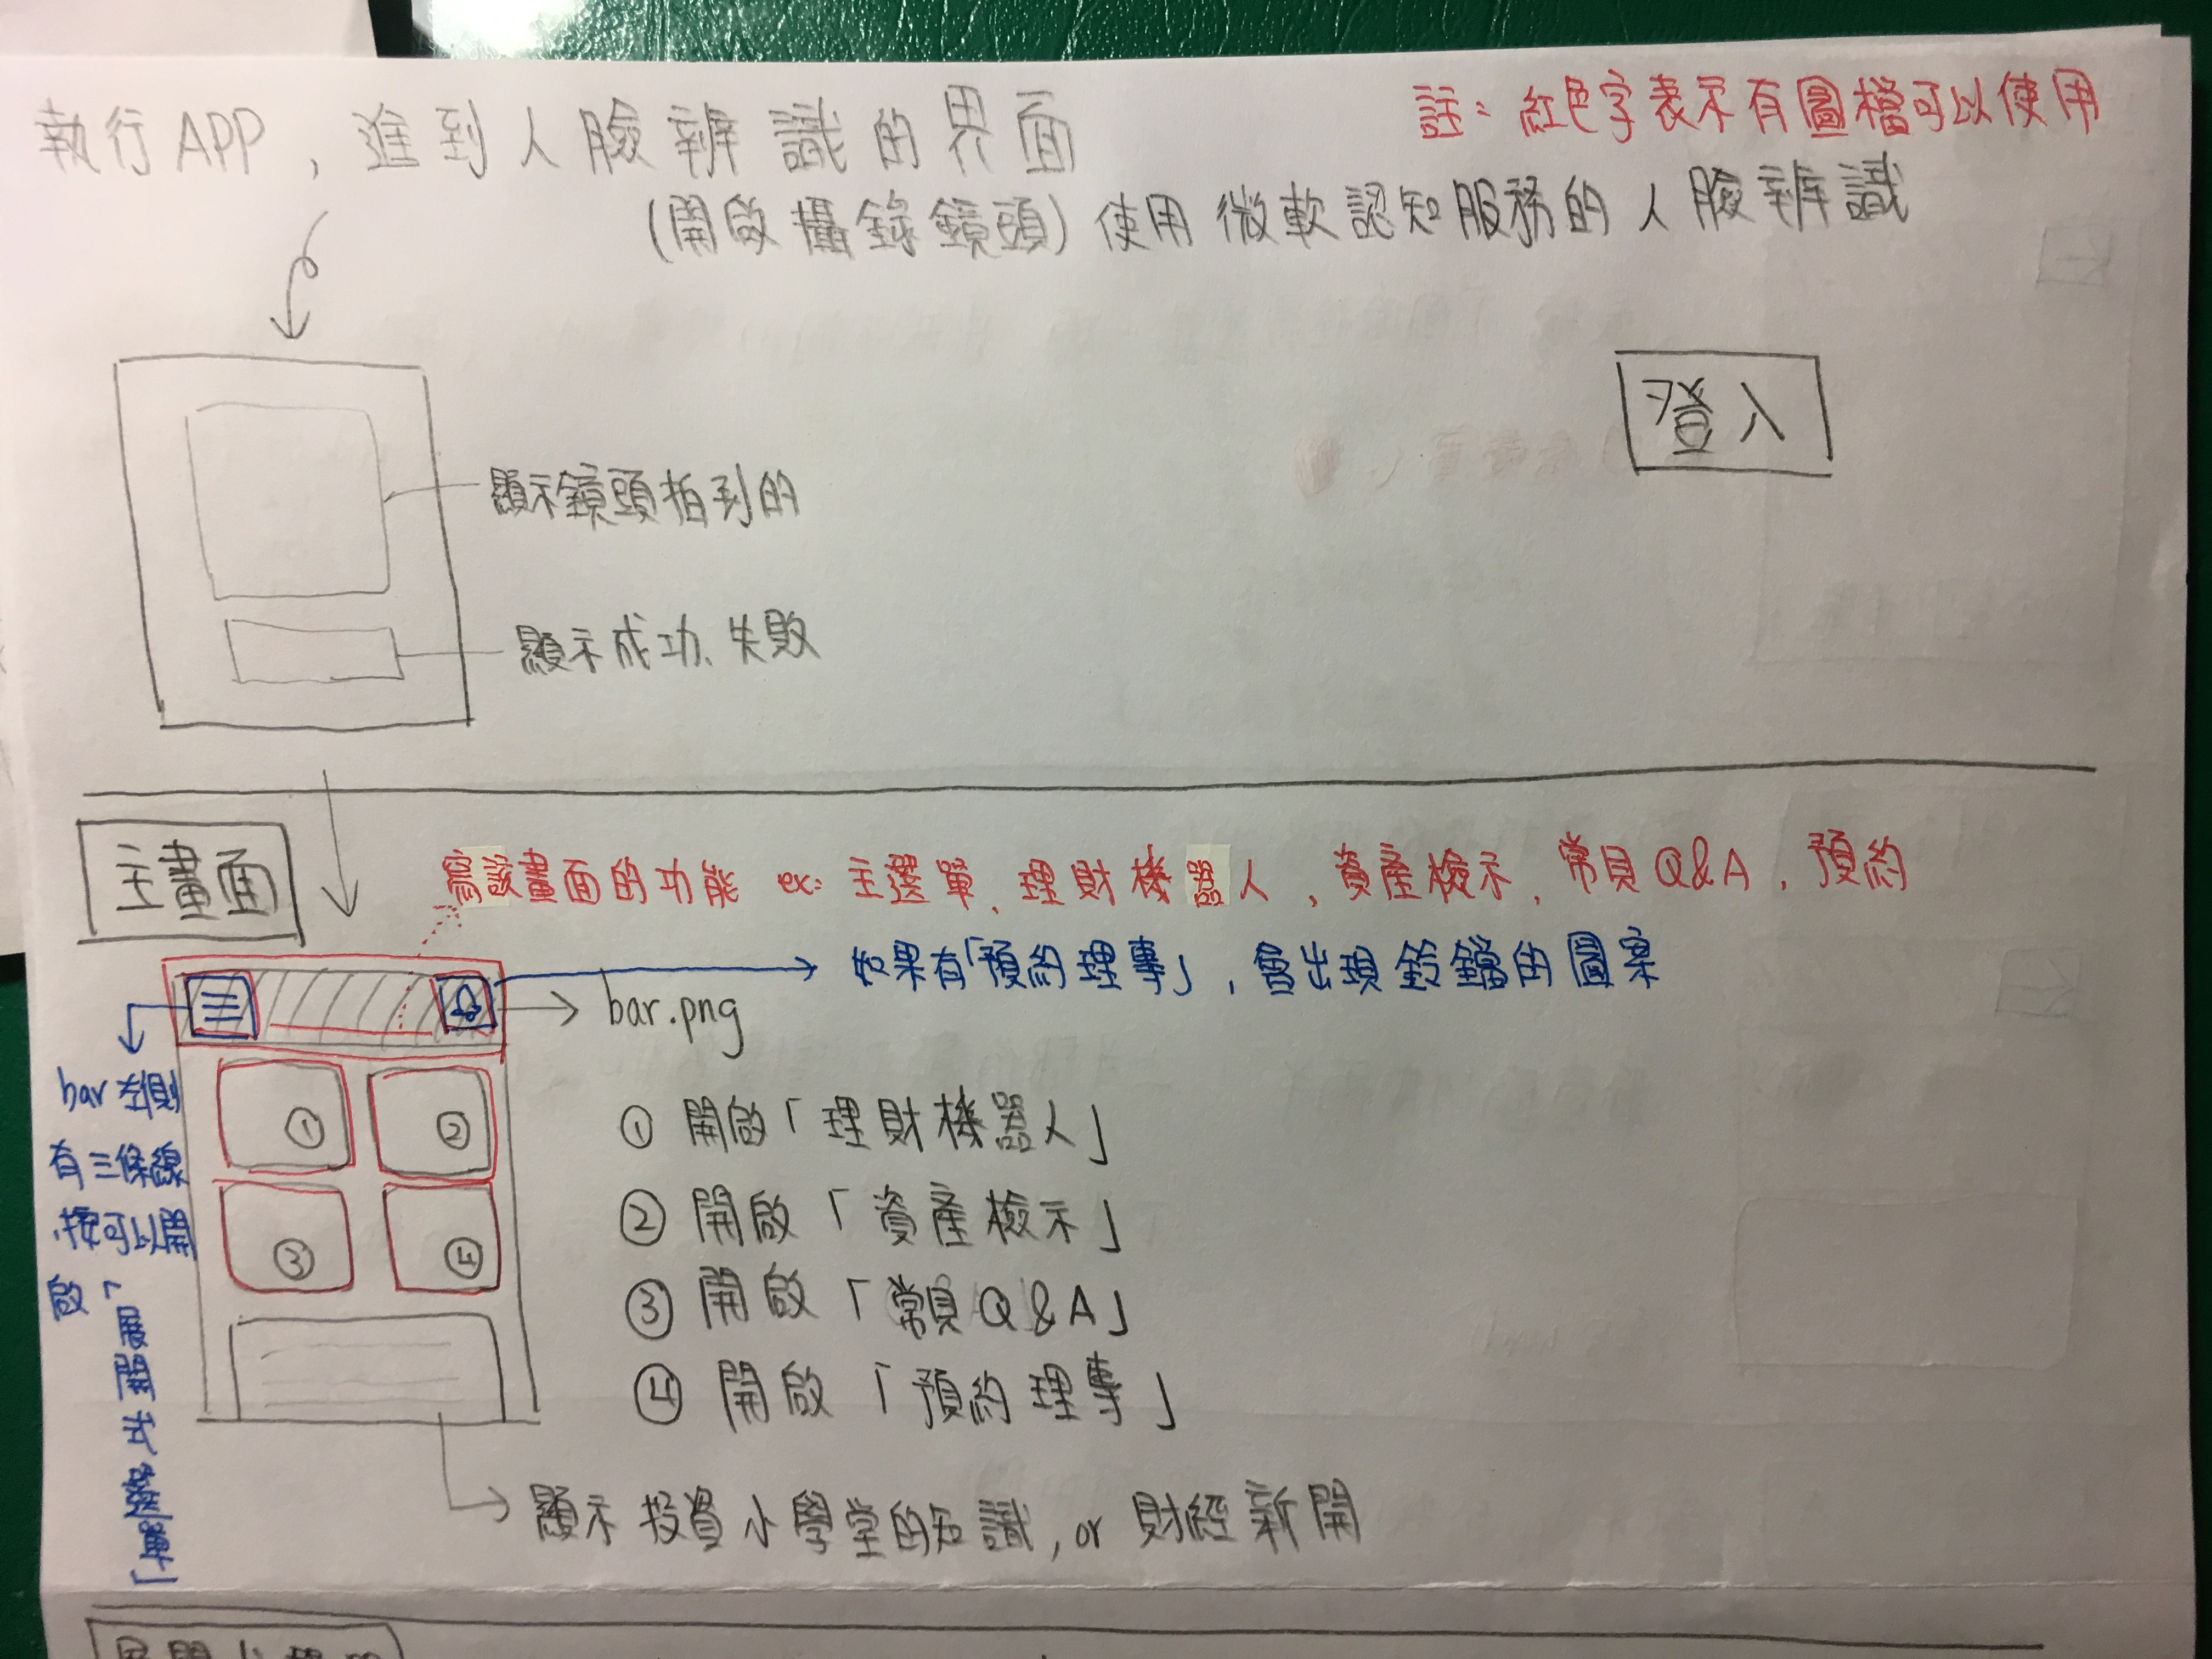 註：紅色字表示有圖檔可以使用
執行APP，進到人臉辨識的界面
(開啟攝錄鏡頭) 使用微軟認知服務的人臉辨識
登入
顯示鏡頭拍到的
顯示成功、失敗
主畫面
寫該畫面的功能 ex: 主選單、理財機器人，資產檢示，常見Q&A，預約
如果有「預約理專」，會出現鈴鐺的圖案
bar.png
bar 左側
有三條線
按可以開
啟「展開式選單」
①
②
③
④
① 開啟「理財機器人」
② 開啟「資產檢示」
③ 開啟「常見Q&A」
④ 開啟「預約理專」
顯示投資小學堂的知識, or 財經新聞